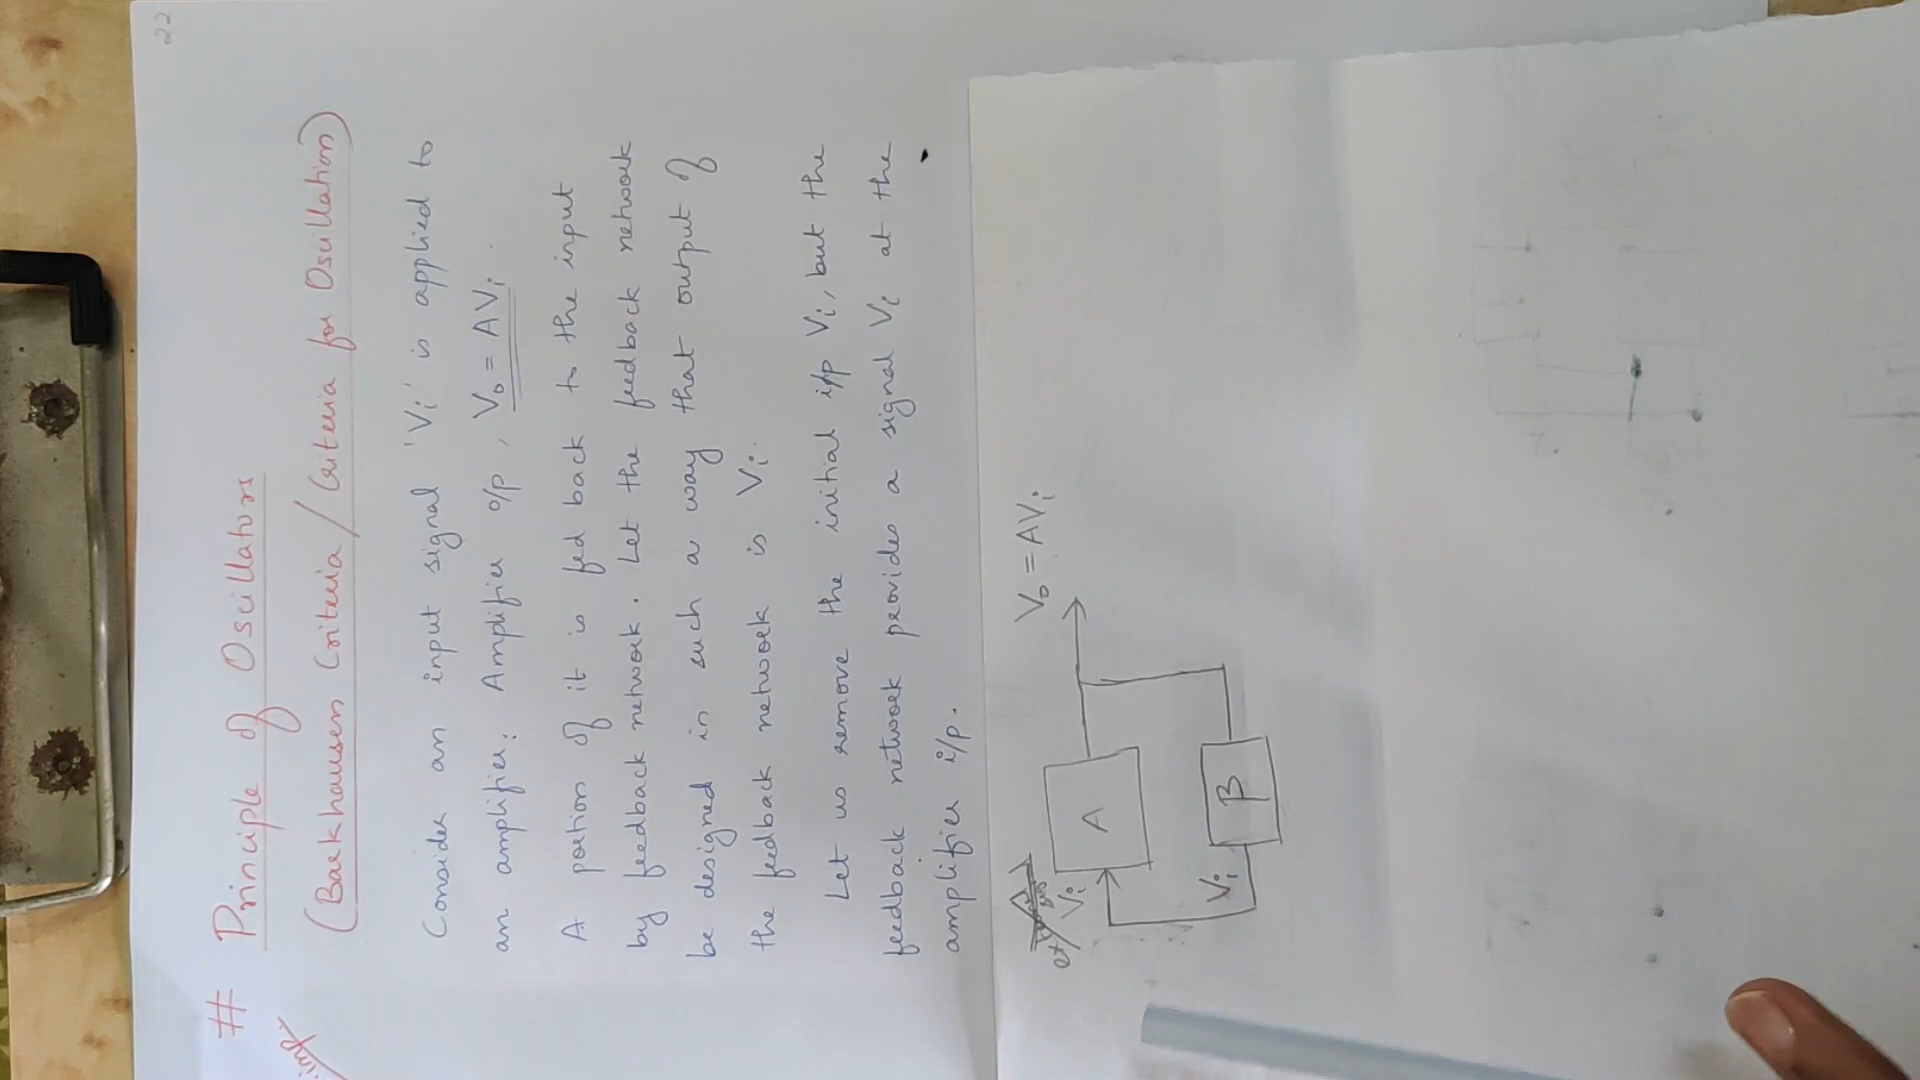 22
# Principle of Oscillators
(Barkhausen Criteria/Criteria for Oscillation)
Consider an input signal 'Vi' is applied to
an amplifier. Amplifier o/p, Vo = AVi.
A portion of it is fed back to the input
by feedback network. Let the feedback network
be designed in such a way that output of
the feedback network is Vi.
Let us remove the initial i/p Vi, but the
feedback network provides a signal Vi at the
amplifier i/p.
Vi
A
Vo = AVi
Vi
β